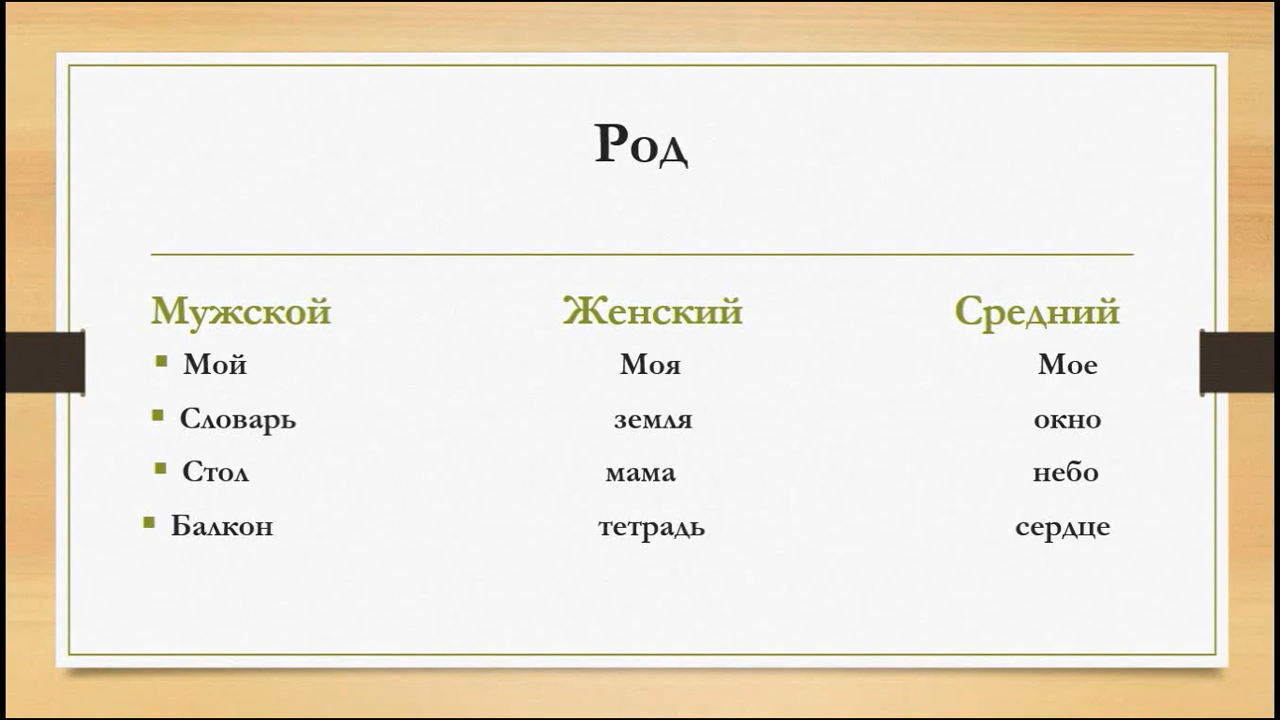 Род
Мужской Женский Средний
Мой Моя Мое
Словарь земля окно
Стол мама небо
Балкон тетрадь сердце